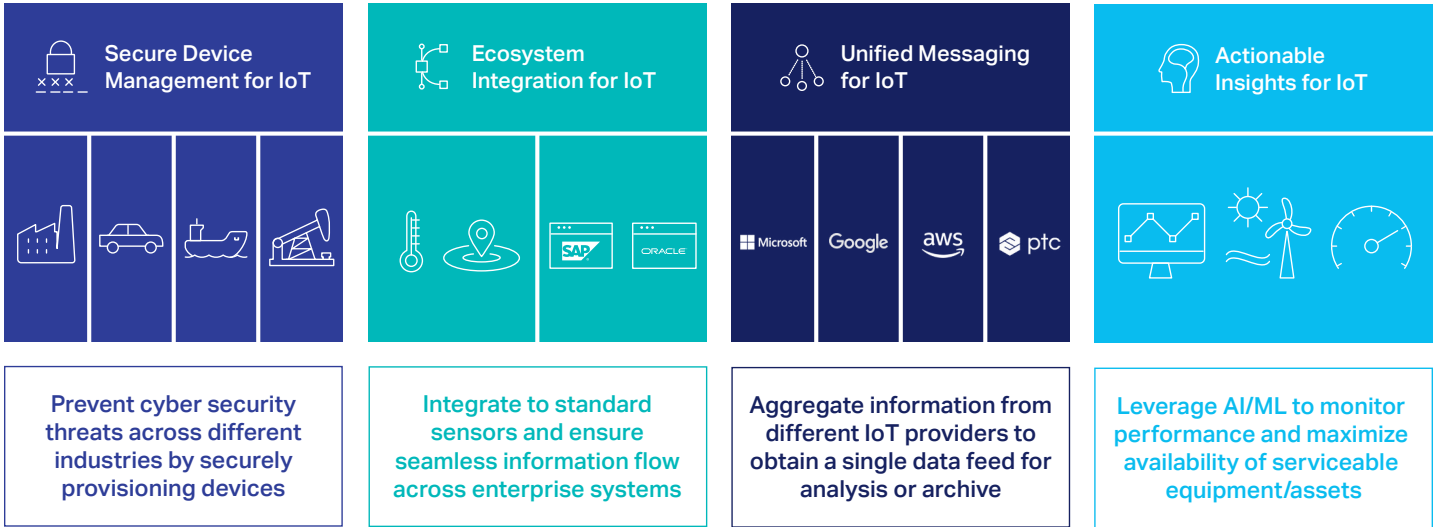 Secure Device
Management for IoT
Ecosystem
Integration for IoT
Unified Messaging
for IoT
Actionable
Insights for IoT
SAP
ORACLE
Microsoft
Google
aws
ptc
Prevent cyber security
threats across different
industries by securely
provisioning devices
Integrate to standard
sensors and ensure
seamless information flow
across enterprise systems
Aggregate information from
different IoT providers to
obtain a single data feed for
analysis or archive
Leverage AI/ML to monitor
performance and maximize
availability of serviceable
equipment/assets